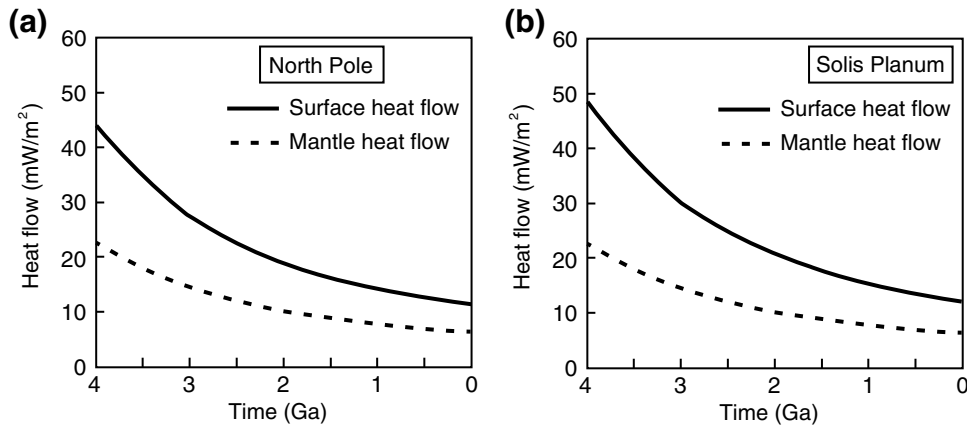 (a)
60
50
40
30
20
10
0
Heat flow (mW/m²)
North Pole
Surface heat flow
Mantle heat flow
4 3 2 1 0
Time (Ga)
(b)
60
50
40
30
20
10
0
Heat flow (mW/m²)
Solis Planum
Surface heat flow
Mantle heat flow
4 3 2 1 0
Time (Ga)